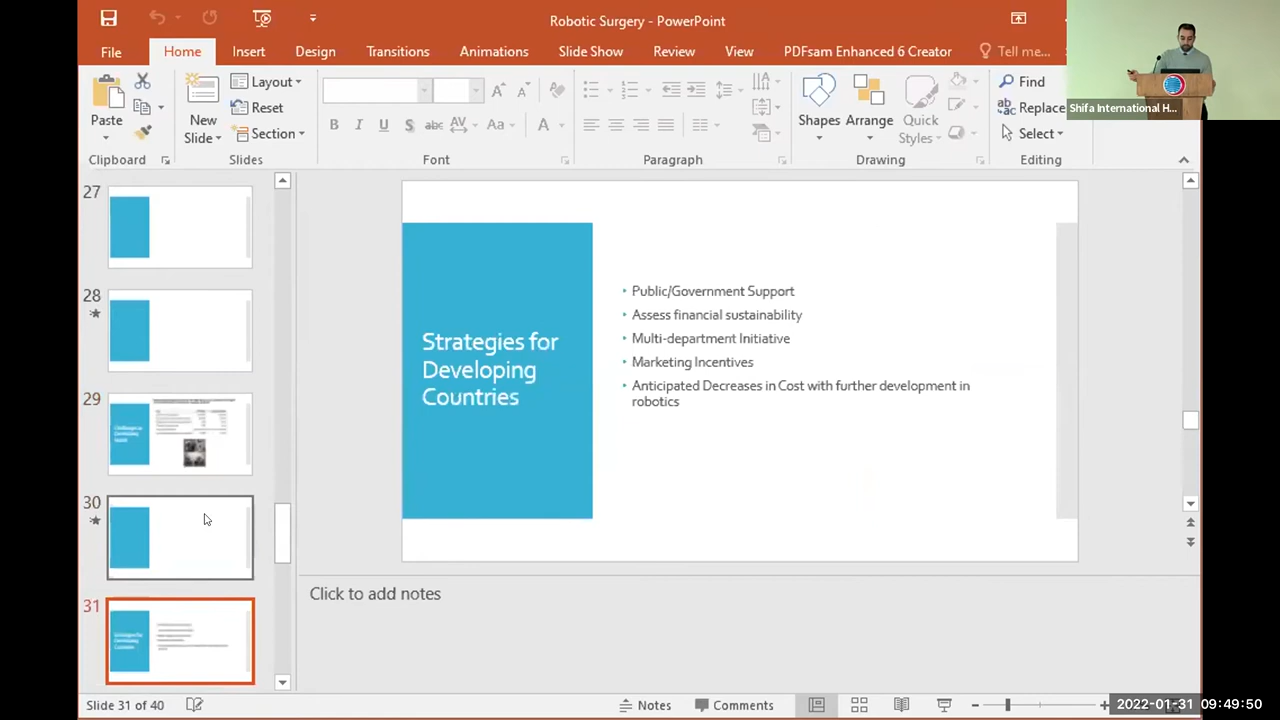 Robotic Surgery - PowerPoint
File
Home
Insert
Design
Transitions
Animations
Slide Show
Review
View
PDFsam Enhanced 6 Creator
Tell me...
Shifa International H...
Paste
New
Slide
Layout
Reset
Section
B I U S abc Aa A
Shapes
Arrange
Quick
Styles
Find
Replace
Select
Clipboard
Slides
Font
Paragraph
Drawing
Editing
27
28
29
30
31
Strategies for
Developing
Countries
Public/Government Support
Assess financial sustainability
Multi-department Initiative
Marketing Incentives
Anticipated Decreases in Cost with further development in
robotics
Click to add notes
Slide 31 of 40
Notes
Comments
2022-01-31 09:49:50